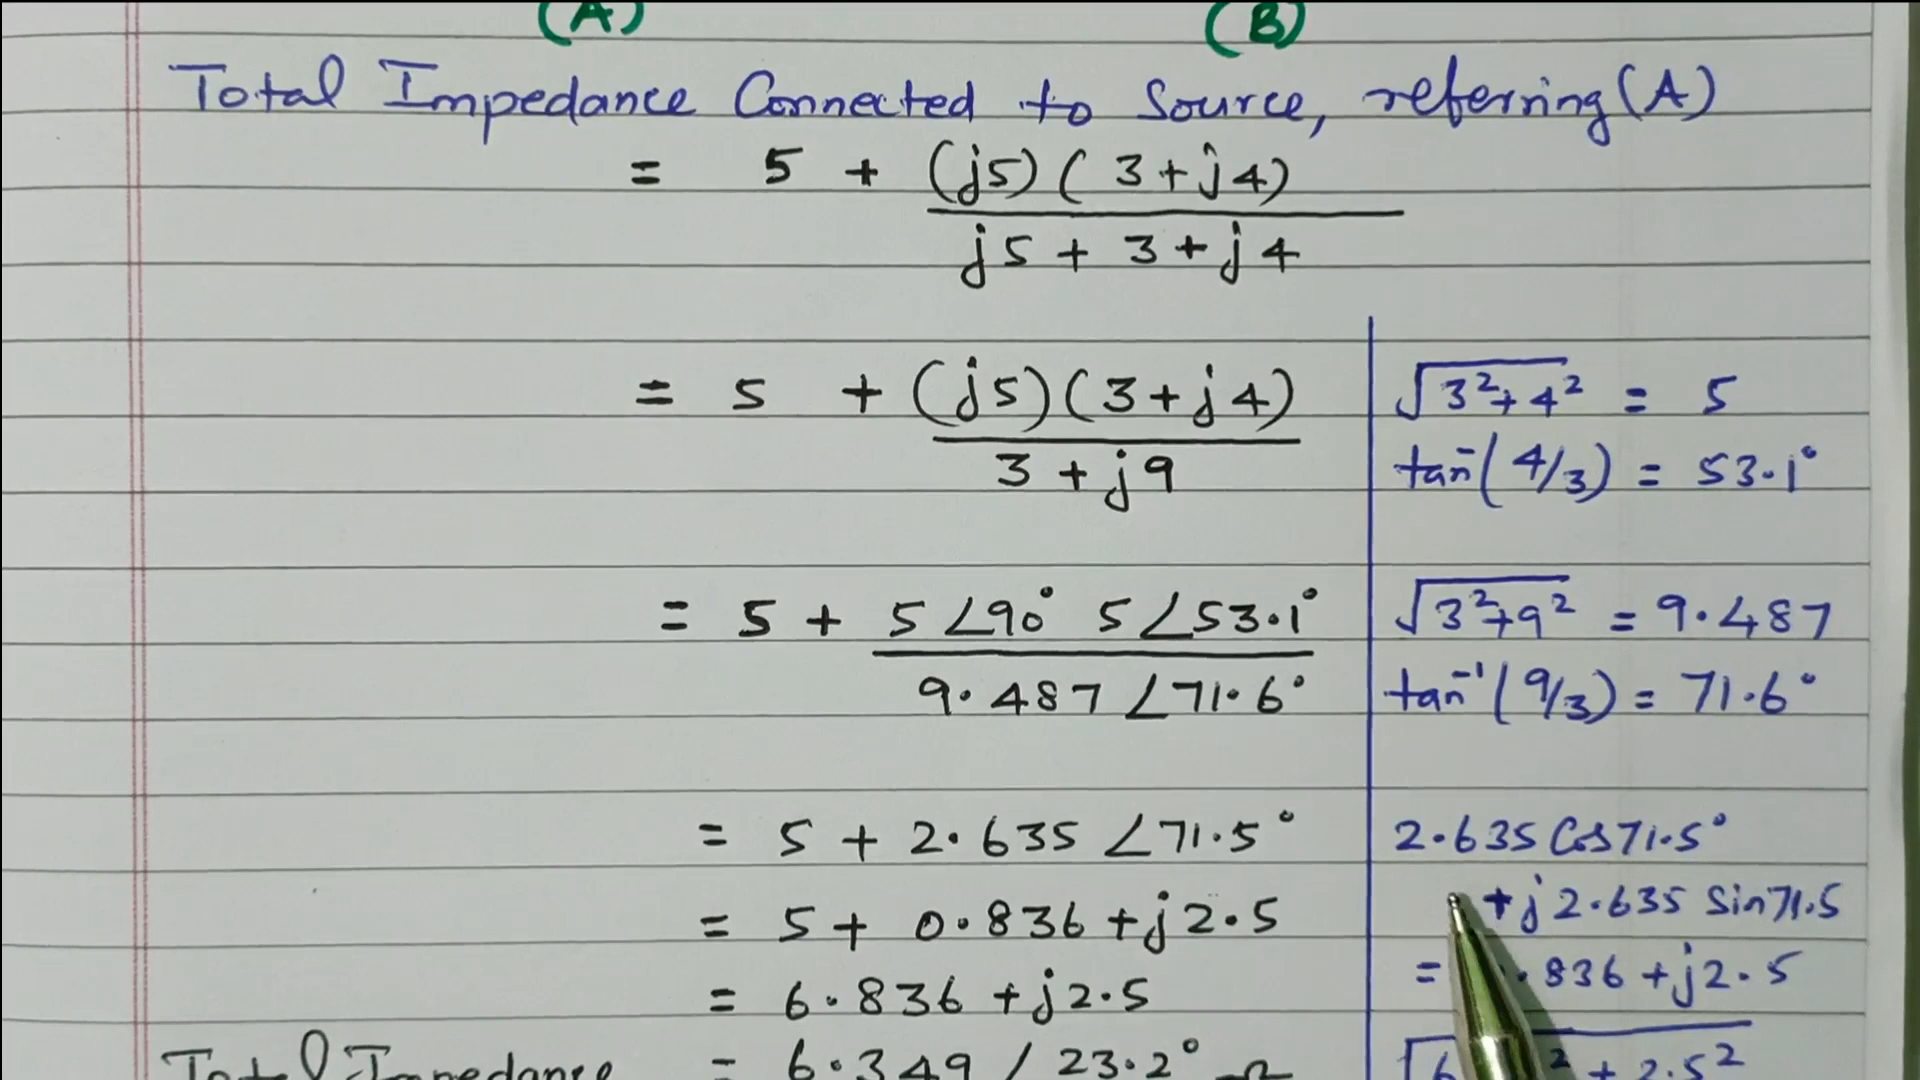 (A) (B)
Total Impedance Connected to Source, referring (A)
= 5 + (j5)(3+j4)
j5 + 3 + j4
= 5 + (j5)(3+j4)
3 + j9
√3²+4² = 5
tan⁻(4/3) = 53.1°
= 5 + 5∠90° 5∠53.1°
9.487∠71.6°
√3²+9² = 9.487
tan⁻¹(9/3) = 71.6°
= 5 + 2.635∠71.5°
= 5 + 0.836 + j2.5
= 6.836 + j2.5
2.635 Cos71.5°
+j2.635 Sin71.5
= .836 + j2.5
Total Impedance = 6.349 ∠23.2° Ω
√6 ² + 2.5²